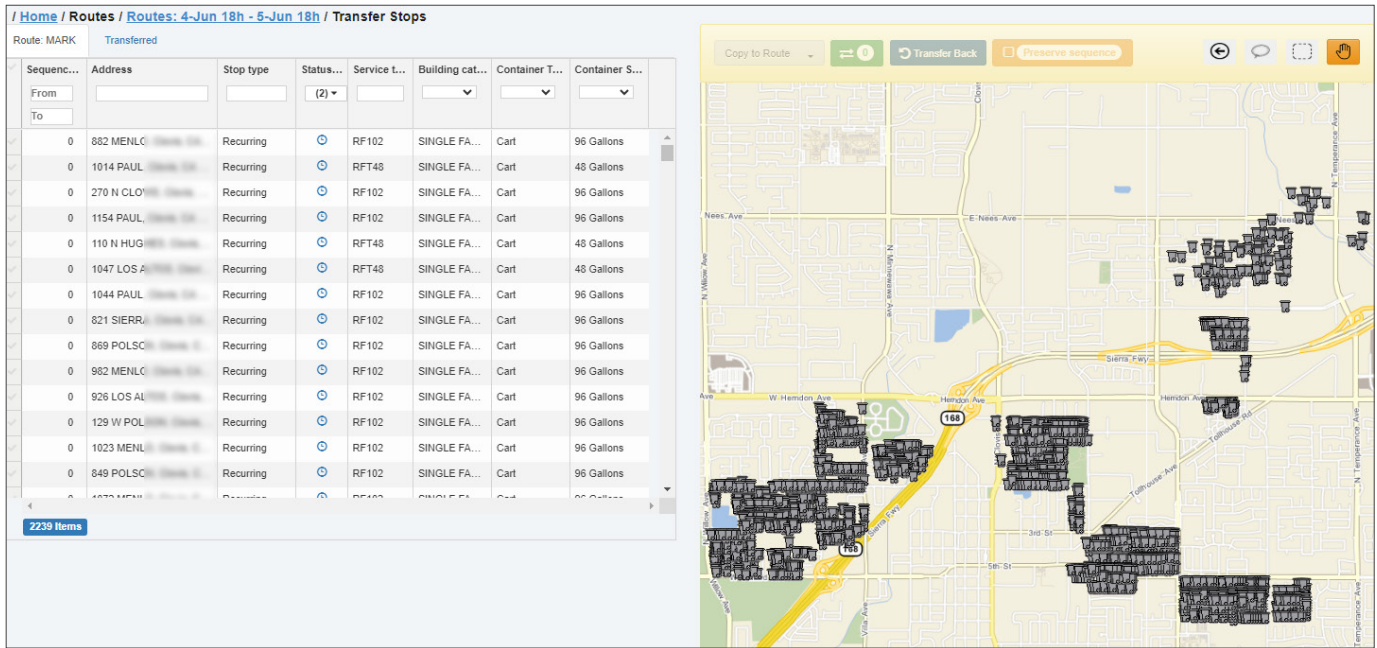 / Home / Routes / Routes: 4-Jun 18h - 5-Jun 18h / Transfer Stops
Route: MARK Transferred
Copy to Route 0 Transfer Back Preserve sequence
Sequenc... Address Stop type Status... Service t... Building cat... Container T... Container S...
From (2)
To
0 882 MENLO Recurring RF102 SINGLE FA... Cart 96 Gallons
0 1014 PAUL Recurring RFT48 SINGLE FA... Cart 48 Gallons
0 270 N CLOV Recurring RF102 SINGLE FA... Cart 96 Gallons
0 1154 PAUL, Recurring RF102 SINGLE FA... Cart 96 Gallons
0 110 N HUG Recurring RFT48 SINGLE FA... Cart 48 Gallons
0 1047 LOS A Recurring RFT48 SINGLE FA... Cart 48 Gallons
0 1044 PAUL Recurring RF102 SINGLE FA... Cart 96 Gallons
0 821 SIERRA Recurring RF102 SINGLE FA... Cart 96 Gallons
0 869 POLSO Recurring RF102 SINGLE FA... Cart 96 Gallons
0 982 MENLO Recurring RF102 SINGLE FA... Cart 96 Gallons
0 926 LOS AL Recurring RF102 SINGLE FA... Cart 96 Gallons
0 129 W POL Recurring RF102 SINGLE FA... Cart 96 Gallons
0 1023 MENL Recurring RF102 SINGLE FA... Cart 96 Gallons
0 849 POLSO Recurring RF102 SINGLE FA... Cart 96 Gallons
2239 Items
N Temperance Ave
Nees Ave
E Nees Ave
Nees
N Willow Ave
N Minnewawa Ave
Sierra Fwy
Ave
W Herndon Ave
Herndon Ave
Herndon Av
168
Tollhouse Rd
N Temperance Ave
Tollhouse Ave
N Willow Ave
Sierra Fwy
3rd St
168
5th St
Willow Ave
Villa Ave
Temperance Ave